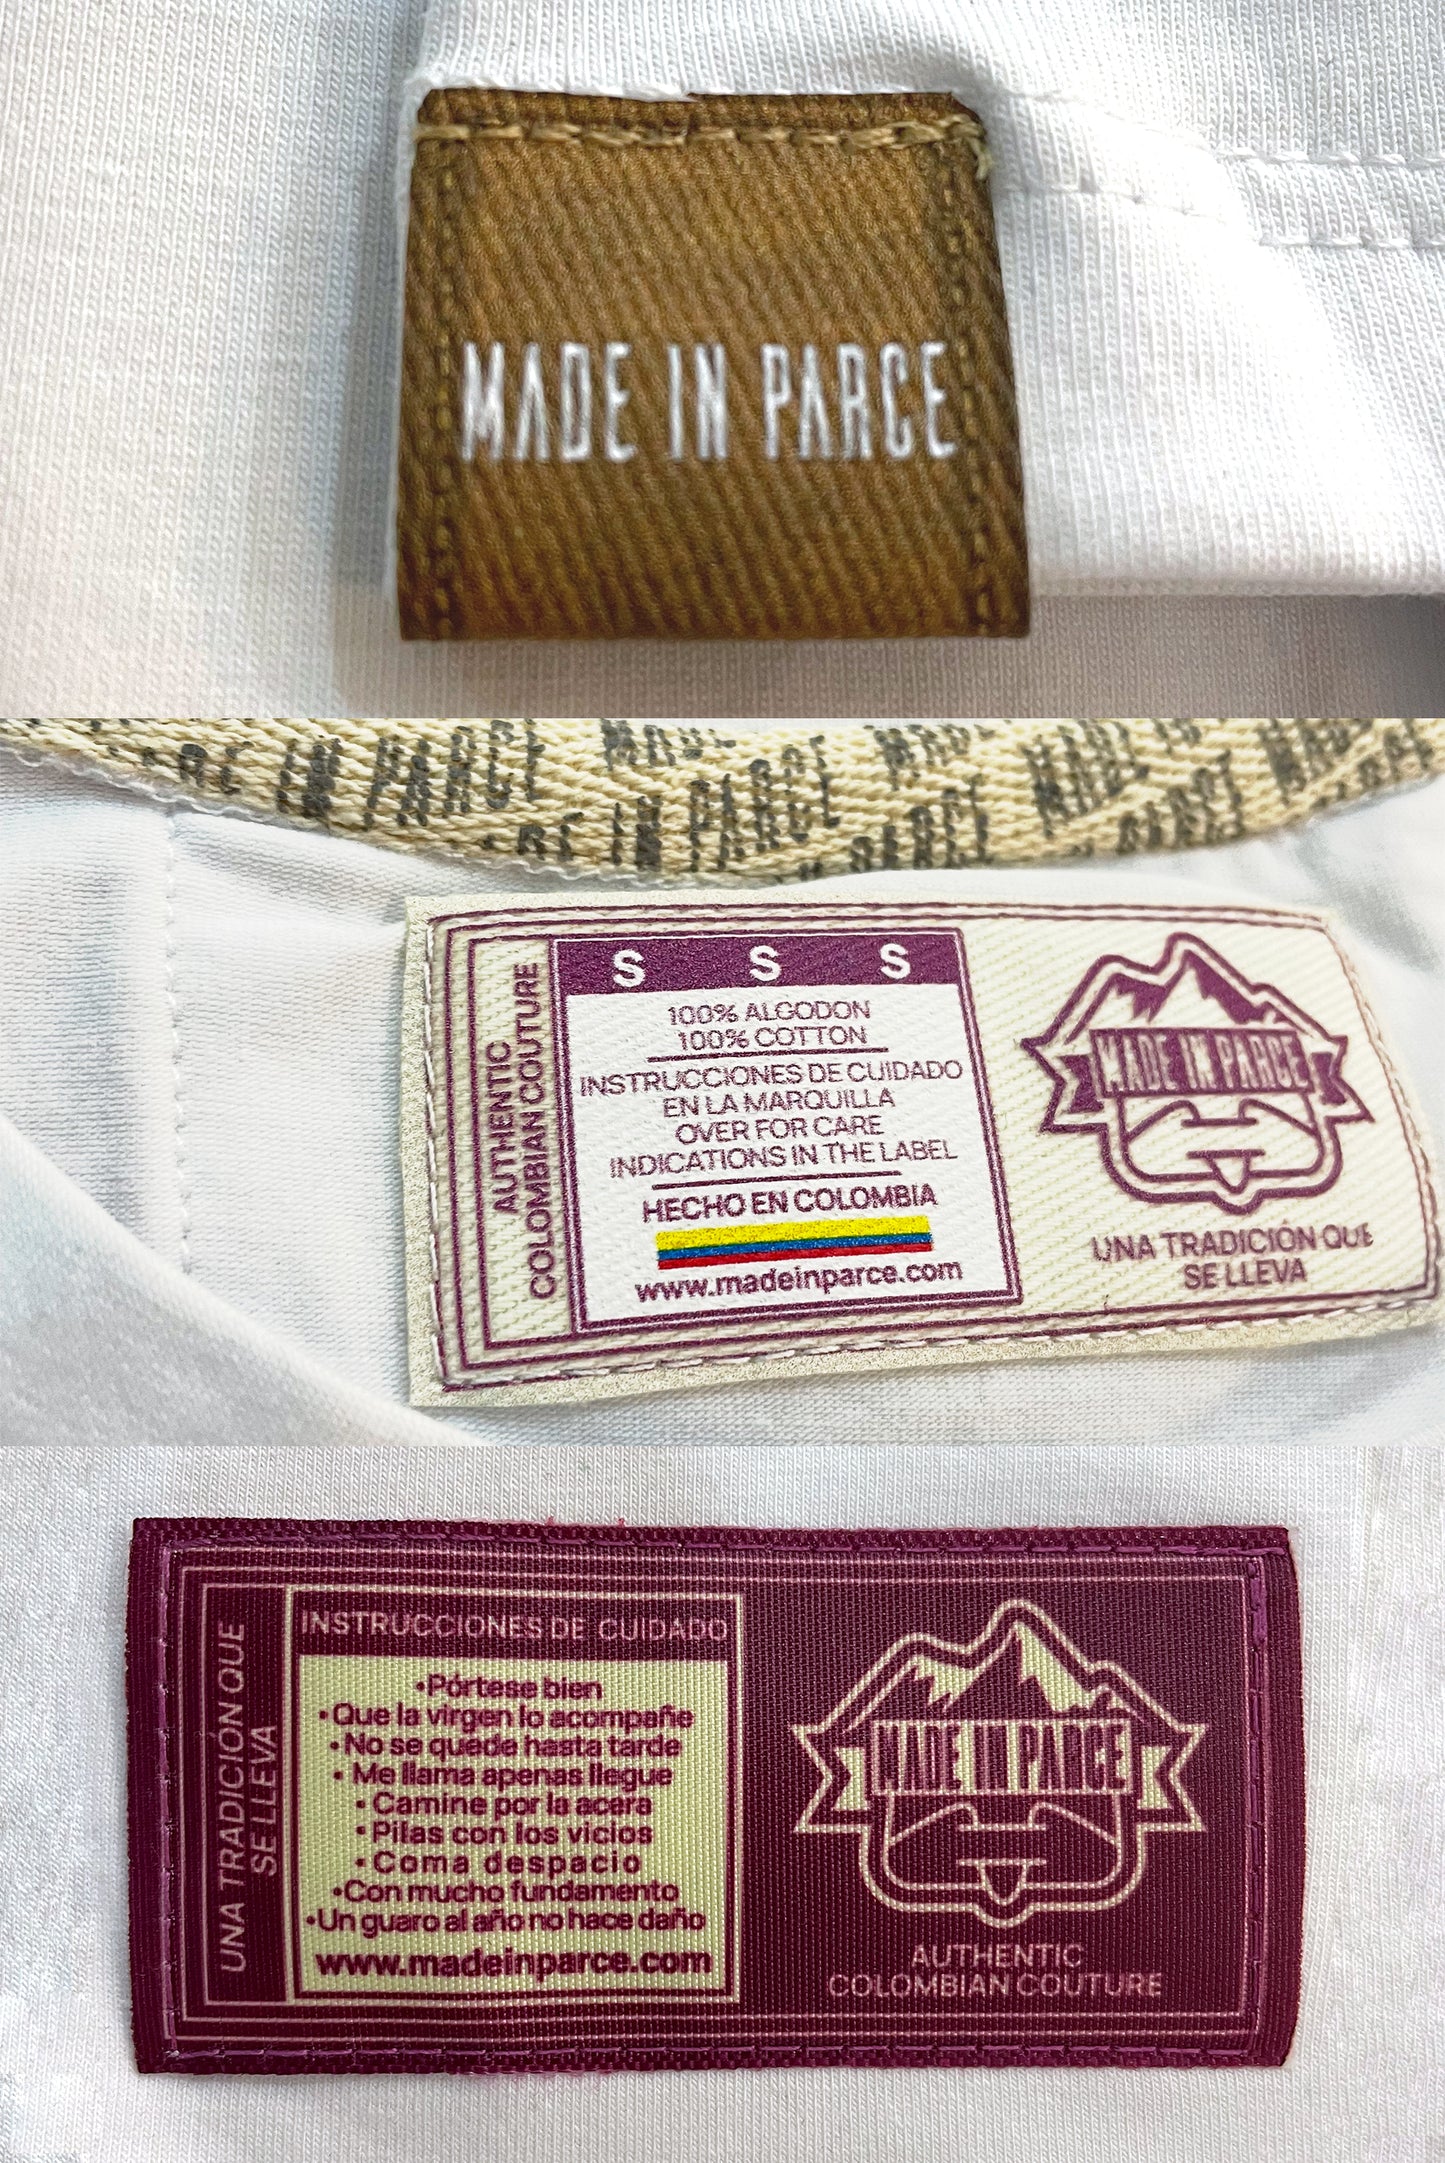 MADE IN PARCE
IN PARCE
MADE IN PARCE
AUTHENTIC
COLOMBIAN COUTURE
S S S
100% ALGODON
100% COTTON
INSTRUCCIONES DE CUIDADO
EN LA MARQUILLA
OVER FOR CARE
INDICATIONS IN THE LABEL
HECHO EN COLOMBIA
www.madeinparce.com
MADE IN PARCE
UNA TRADICIÓN QUE
SE LLEVA
UNA TRADICIÓN QUE
SE LLEVA
INSTRUCCIONES DE CUIDADO
•Pórtese bien
•Que la virgen lo acompañe
•No se quede hasta tarde
• Me llama apenas llegue
• Camine por la acera
•Pilas con los vicios
•Coma despacio
•Con mucho fundamento
•Un guaro al año no hace daño
www.madeinparce.com
MADE IN PARCE
AUTHENTIC
COLOMBIAN COUTURE